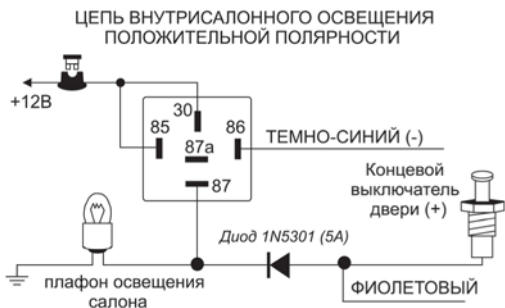 ЦЕПЬ ВНУТРИСАЛОННОГО ОСВЕЩЕНИЯ
ПОЛОЖИТЕЛЬНОЙ ПОЛЯРНОСТИ
+12В
30
85
86
87а
87
ТЕМНО-СИНИЙ (-)
Концевой
выключатель
двери (+)
Диод 1N5301 (5А)
плафон освещения
салона
ФИОЛЕТОВЫЙ